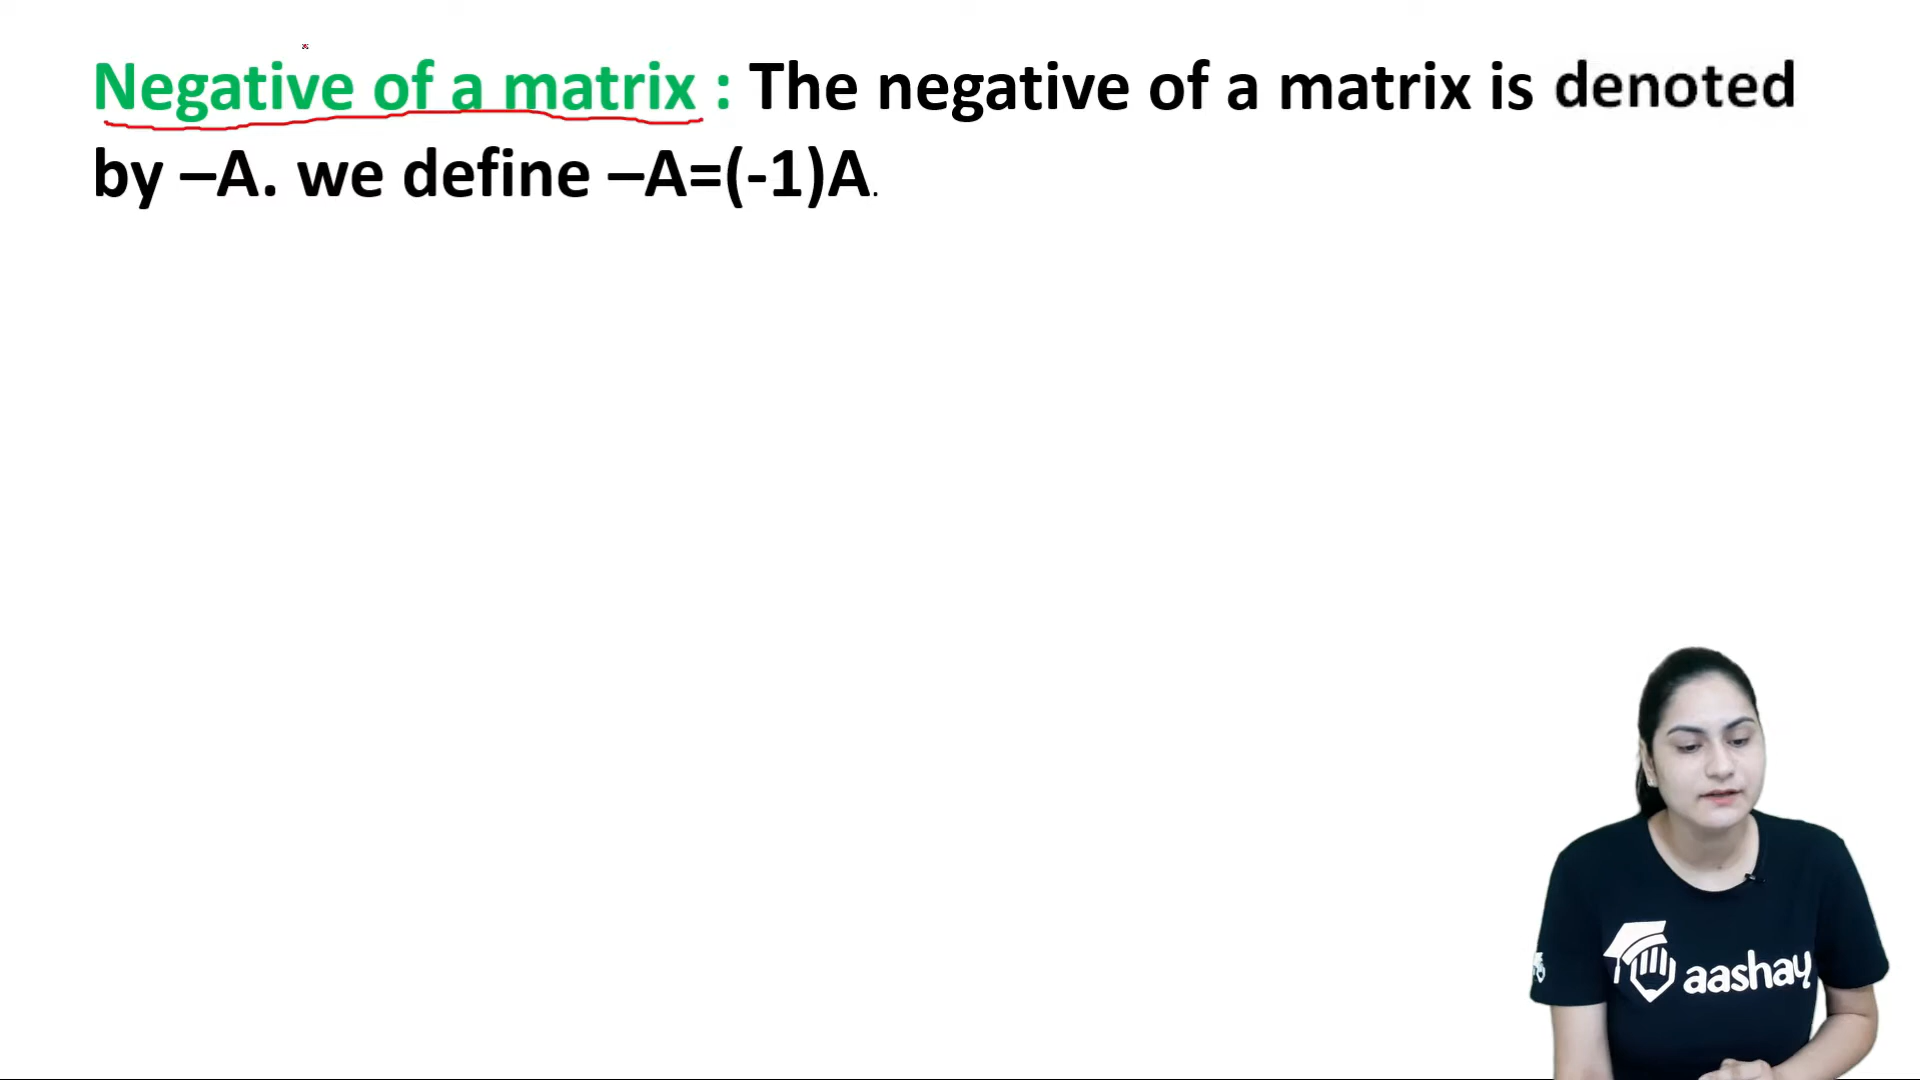 Negative of a matrix : The negative of a matrix is denoted
by –A. we define –A=(-1)A.
aashay